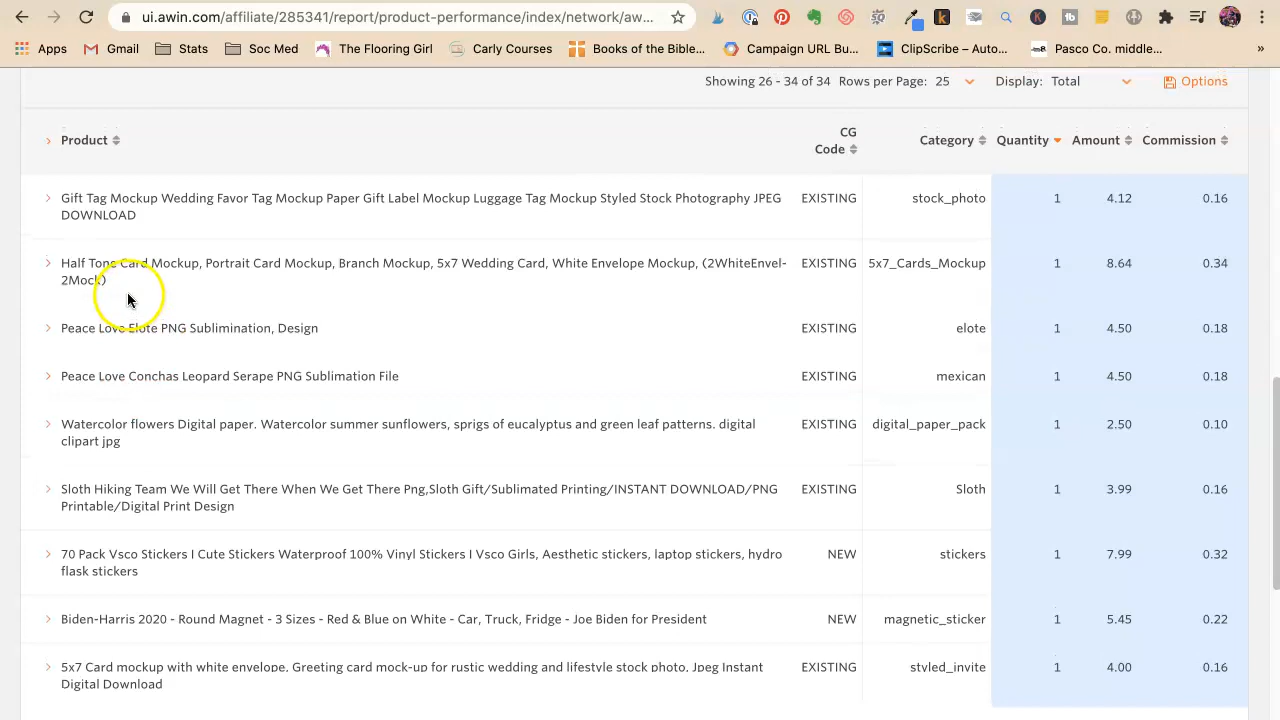 ui.awin.com/affiliate/285341/report/product-performance/index/network/aw...
Apps Gmail Stats Soc Med The Flooring Girl Carly Courses Books of the Bible... Campaign URL Bu... ClipScribe – Auto... Pasco Co. middle... »
Showing 26 - 34 of 34 Rows per Page: 25 Display: Total Options
Product CG Code Category Quantity Amount Commission
Gift Tag Mockup Wedding Favor Tag Mockup Paper Gift Label Mockup Luggage Tag Mockup Styled Stock Photography JPEG EXISTING stock_photo 1 4.12 0.16
DOWNLOAD
Half Tone Card Mockup, Portrait Card Mockup, Branch Mockup, 5x7 Wedding Card, White Envelope Mockup, (2WhiteEnvel- EXISTING 5x7_Cards_Mockup 1 8.64 0.34
2Mock)
Peace Love Elote PNG Sublimination, Design EXISTING elote 1 4.50 0.18
Peace Love Conchas Leopard Serape PNG Sublimation File EXISTING mexican 1 4.50 0.18
Watercolor flowers Digital paper. Watercolor summer sunflowers, sprigs of eucalyptus and green leaf patterns. digital EXISTING digital_paper_pack 1 2.50 0.10
clipart jpg
Sloth Hiking Team We Will Get There When We Get There Png,Sloth Gift/Sublimated Printing/INSTANT DOWNLOAD/PNG EXISTING Sloth 1 3.99 0.16
Printable/Digital Print Design
70 Pack Vsco Stickers I Cute Stickers Waterproof 100% Vinyl Stickers I Vsco Girls, Aesthetic stickers, laptop stickers, hydro NEW stickers 1 7.99 0.32
flask stickers
Biden-Harris 2020 - Round Magnet - 3 Sizes - Red & Blue on White - Car, Truck, Fridge - Joe Biden for President NEW magnetic_sticker 1 5.45 0.22
5x7 Card mockup with white envelope. Greeting card mock-up for rustic wedding and lifestyle stock photo. Jpeg Instant EXISTING styled_invite 1 4.00 0.16
Digital Download